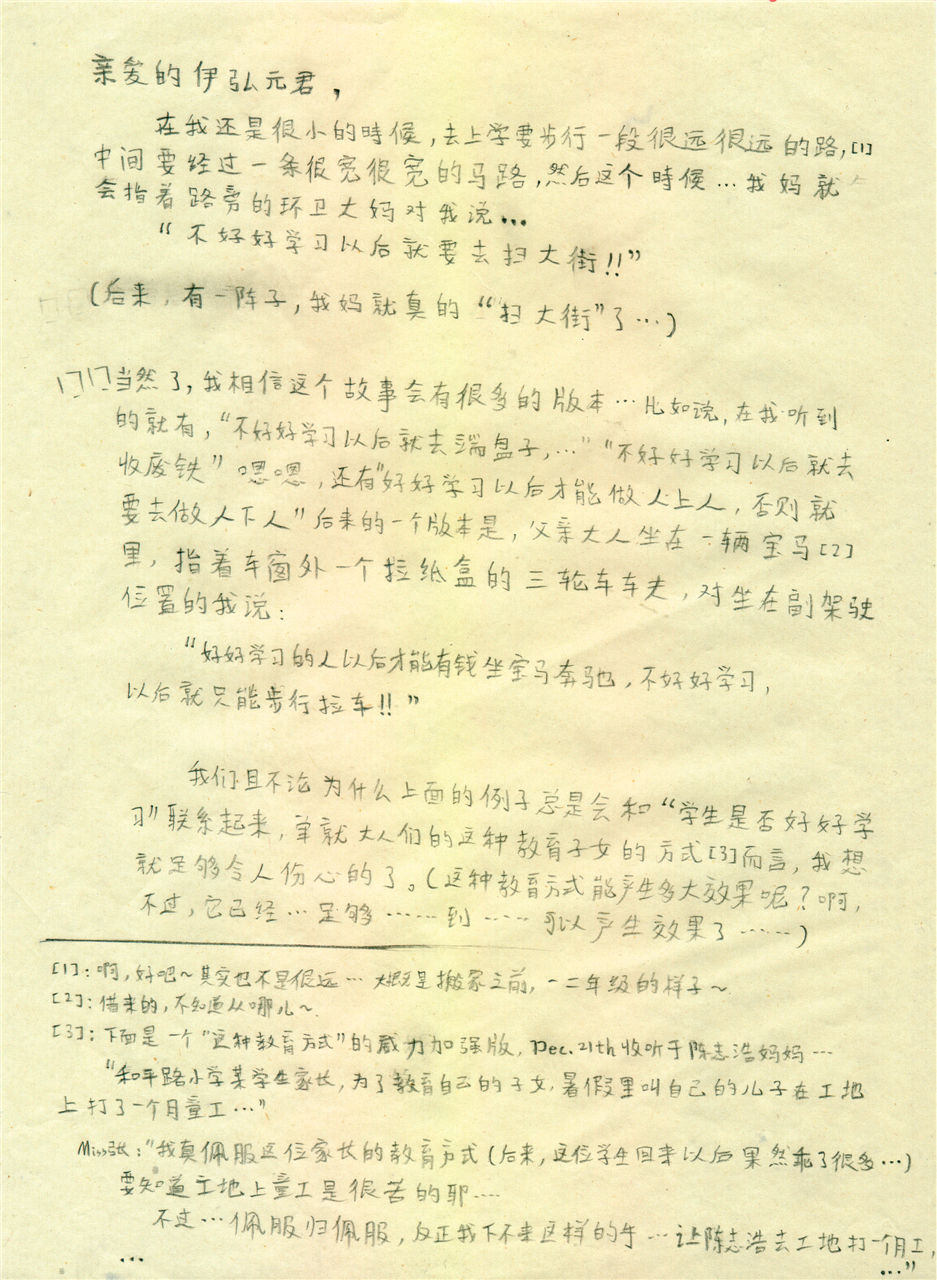 亲爱的伊弘元君，
在我还是很小的時候，去上学要步行一段很远很远的路，[1]
中间要经过一条很宽很宽的马路，然后这个時候…我妈就
会指着路旁的环卫大妈对我说…
“不好好学习以后就要去扫大街!!”
(后来，有一阵子，我妈就真的“扫大街”了…)
当然了，我相信这个故事会有很多的版本…比如说，在我听到
的就有，“不好好学习以后就去端盘子，…”“不好好学习以后就去
收废铁”嗯嗯，还有“好好学习以后才能做人上人，否则就
要去做人下人”后来的一个版本是，父亲大人坐在一辆宝马[2]
里，指着车窗外一个拉纸盒的三轮车车夫，对坐在副驾驶
位置的我说：
“好好学习的人以后才能有钱坐宝马奔驰，不好好学习，
以后就只能步行拉车!!”
我们且不论为什么上面的例子总是会和“学生是否好好学
习”联系起来，单就大人们的这种教育子女的方式[3]而言，我想
就足够令人伤心的了。(这种教育方式能产生多大效果呢？啊，
不过，它已经…足够……到……可以产生效果了……)
[1]：啊，好吧~其实也不是很远…大概是搬家之前，一二年级的样子~
[2]：借来的，不知道从哪儿~
[3]：下面是一个“这种教育方式”的威力加强版，Dec.21th收听于陈志浩妈妈…
“和平路小学某学生家长，为了教育自己的子女，暑假里叫自己的儿子在工地
上打了一个月童工…”
Miss张：“我真佩服这位家长的教育方式(后来，这位学生回来以后果然乖了很多…)
要知道工地上童工是很苦的耶……
不过…佩服归佩服，反正我下不来这样的手…让陈志浩去工地打一个月工，
… …”